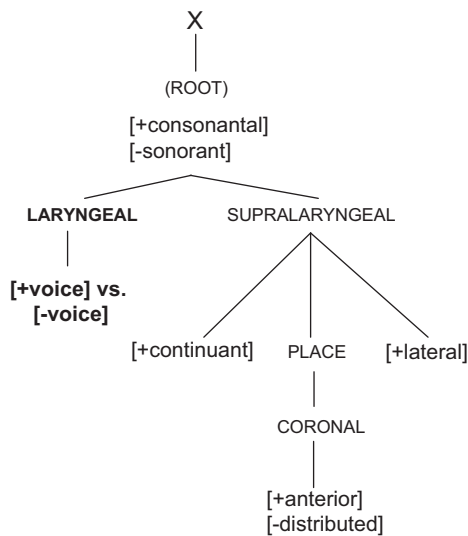 X
(ROOT)
[+consonantal]
[-sonorant]
LARYNGEAL
SUPRALARYNGEAL
[+voice] vs.
[-voice]
[+continuant]
PLACE
[+lateral]
CORONAL
[+anterior]
[-distributed]